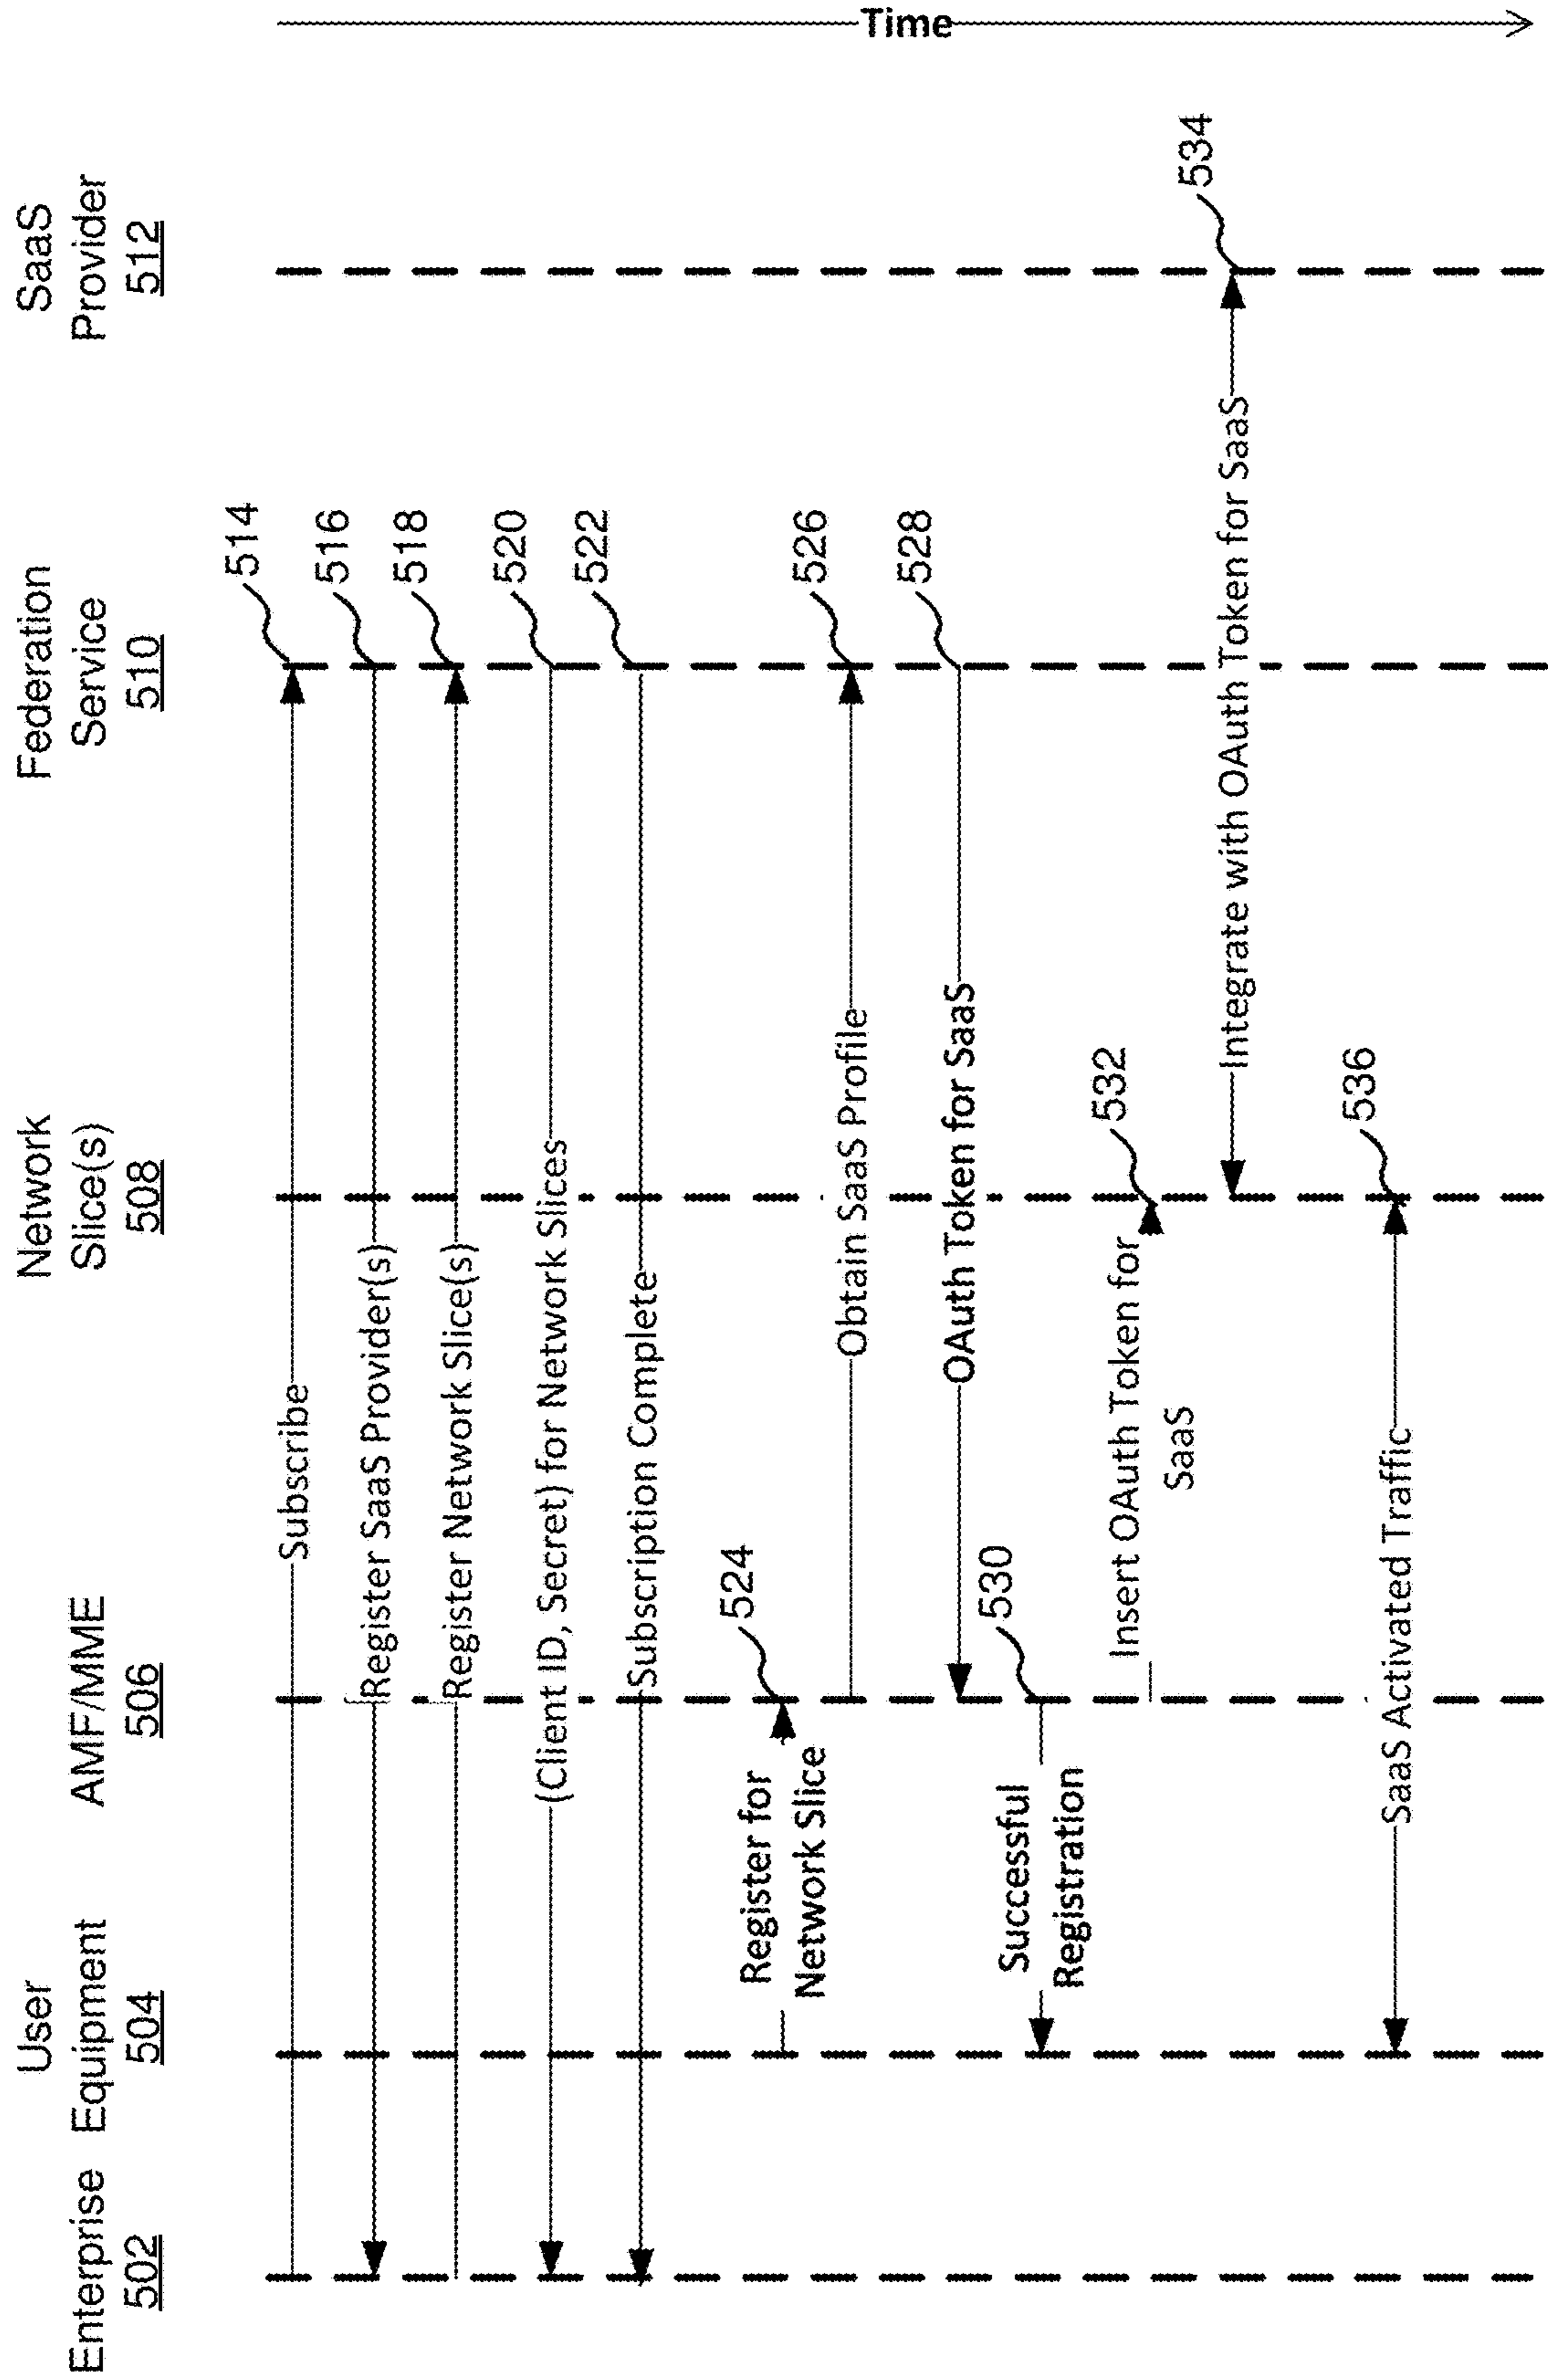 Enterprise
502
User
Equipment
504
AMF/MME
506
Network
Slice(s)
508
Federation
Service
510
SaaS
Provider
512
Time
Subscribe
514
Register SaaS Provider(s)
516
Register Network Slice(s)
518
(Client ID, Secret) for Network Slices
520
Subscription Complete
522
Register for
Network Slice
524
Obtain SaaS Profile
526
OAuth Token for SaaS
528
Successful
Registration
530
Insert OAuth Token for
SaaS
532
Integrate with OAuth Token for SaaS
534
SaaS Activated Traffic
536